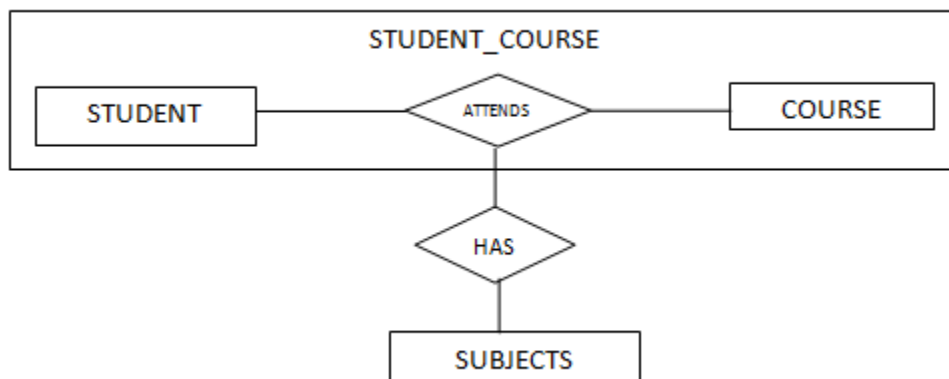 STUDENT_COURSE
STUDENT
ATTENDS
COURSE
HAS
SUBJECTS